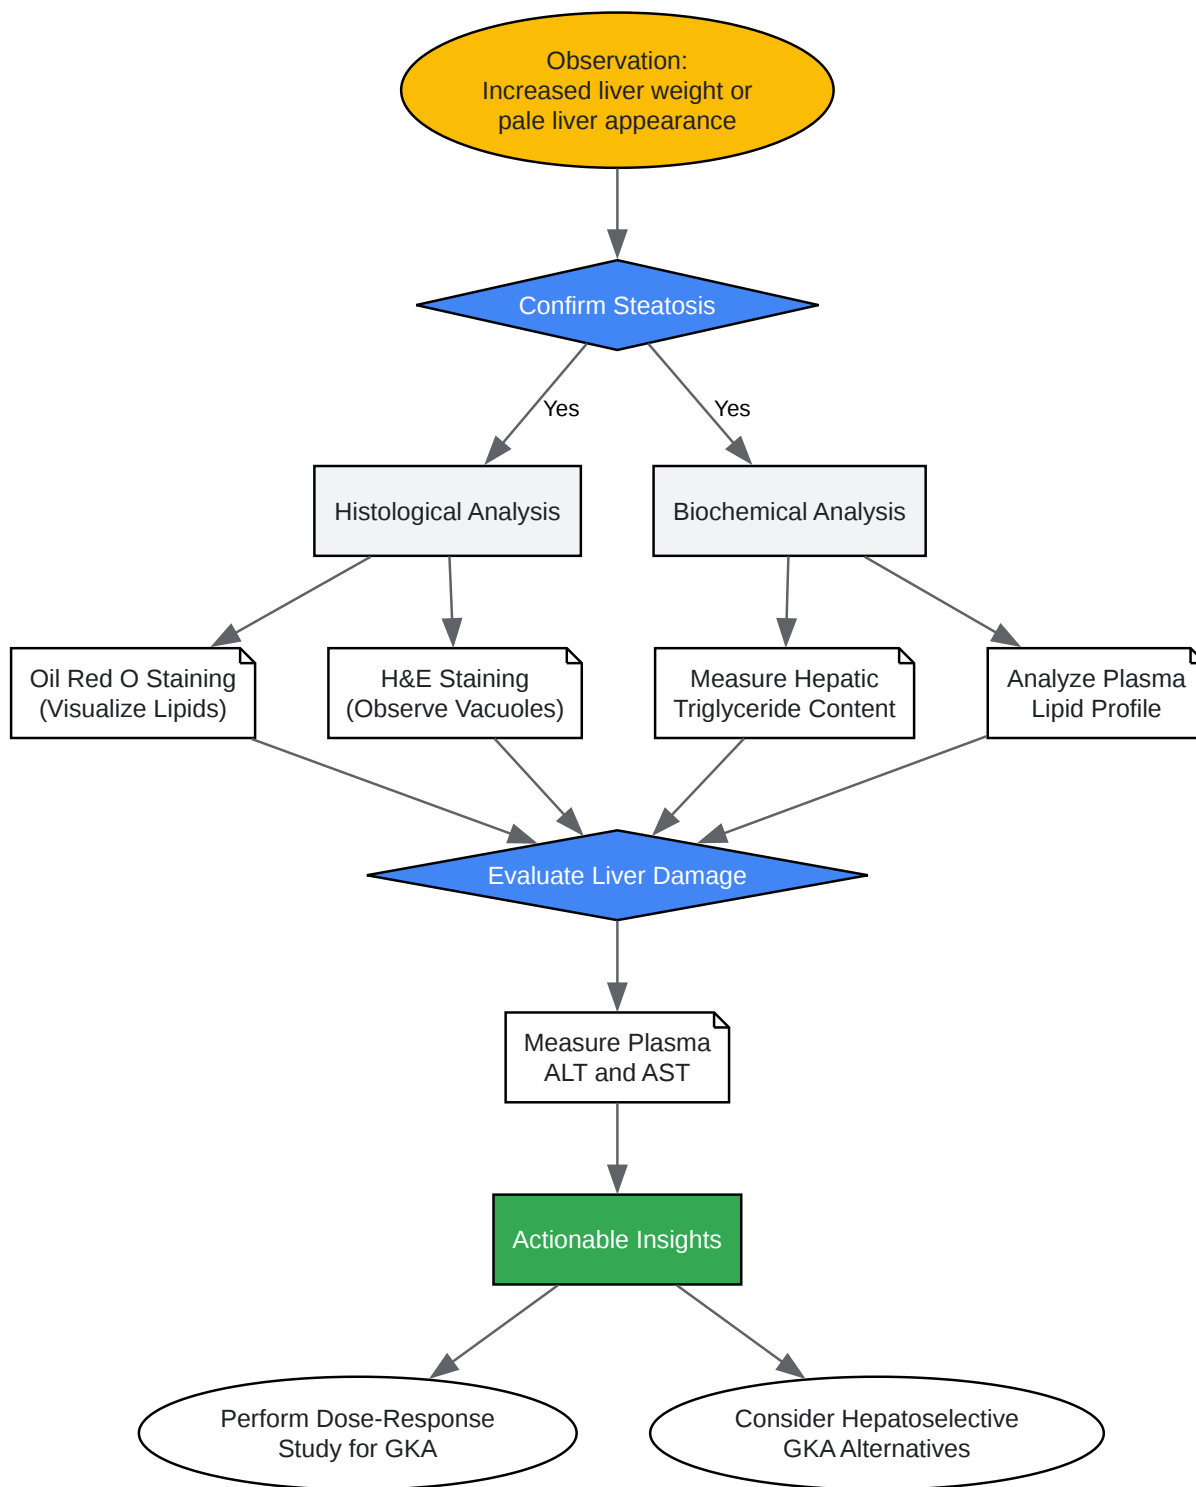 Observation:
Increased liver weight or
pale liver appearance
Confirm Steatosis
Yes
Yes
Histological Analysis
Biochemical Analysis
Oil Red O Staining
(Visualize Lipids)
H&E Staining
(Observe Vacuoles)
Measure Hepatic
Triglyceride Content
Analyze Plasma
Lipid Profile
Evaluate Liver Damage
Measure Plasma
ALT and AST
Actionable Insights
Perform Dose-Response
Study for GKA
Consider Hepatoselective
GKA Alternatives